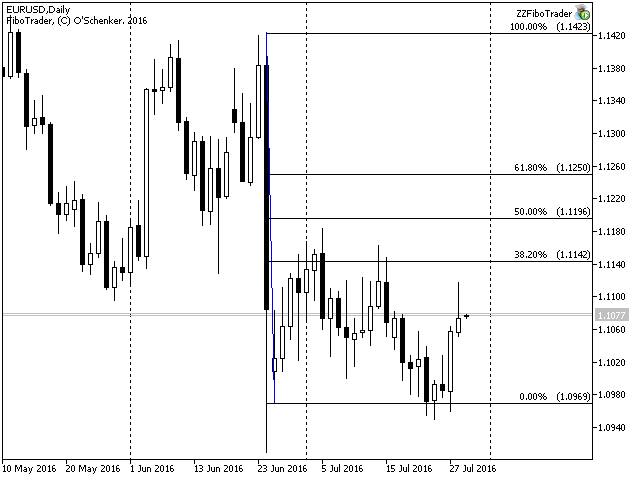 EURUSD,Daily
FiboTrader, (C) O'Schenker. 2016
ZZFiboTrader
100.00% (1.1423)
61.80% (1.1250)
50.00% (1.1196)
38.20% (1.1142)
0.00% (1.0969)
1.1420
1.1380
1.1340
1.1300
1.1260
1.1220
1.1180
1.1140
1.1100
1.1077
1.1060
1.1020
1.0980
1.0940
10 May 2016
20 May 2016
1 Jun 2016
13 Jun 2016
23 Jun 2016
5 Jul 2016
15 Jul 2016
27 Jul 2016